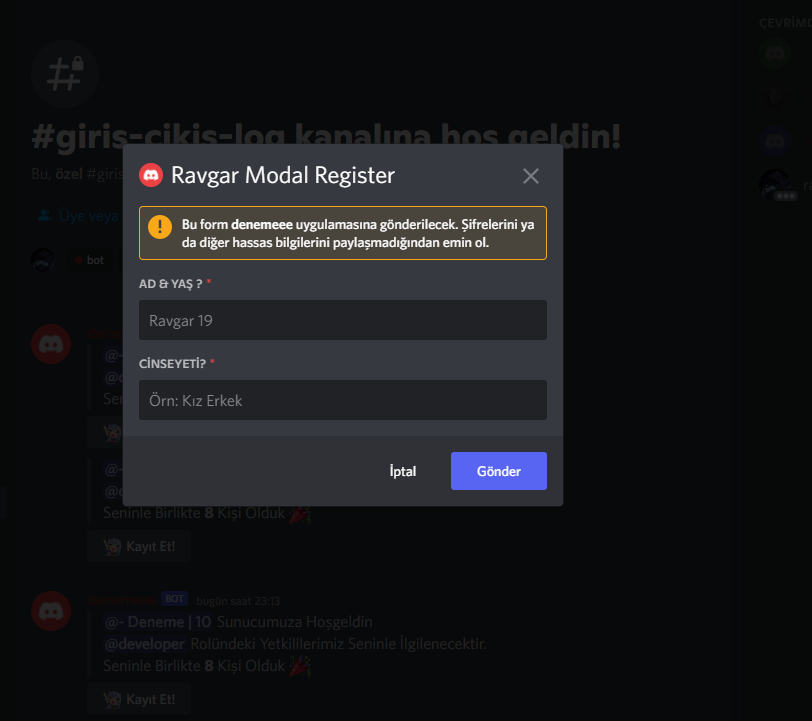 ÇEVRİMD
#giris-cikis-log kanalına hoş geldin!
Bu, özel #giris
Üye veya
bot
Ravgar Modal Register
Bu form denemeee uygulamasına gönderilecek. Şifrelerini ya
da diğer hassas bilgilerini paylaşmadığından emin ol.
AD & YAŞ ? *
Ravgar 19
CİNSEYETİ? *
Örn: Kız Erkek
İptal
Gönder
Seninle Birlikte 8 Kişi Olduk
Kayıt Et!
BOT bugün saat 23:13
@- Deneme | 10 Sunucumuza Hoşgeldin
@developer Rolündeki Yetkililerimiz Seninle İlgilenecektir.
Seninle Birlikte 8 Kişi Olduk
Kayıt Et!